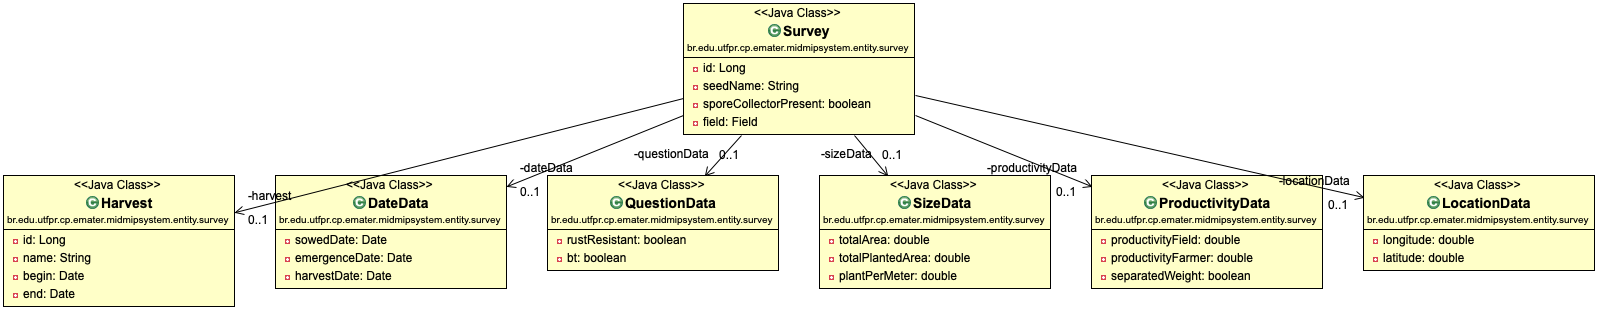 <<Java Class>>
Survey
br.edu.utfpr.cp.emater.midmipsystem.entity.survey
id: Long
seedName: String
sporeCollectorPresent: boolean
field: Field
-harvest
0..1
-dateData
0..1
-questionData
0..1
-sizeData
0..1
-productivityData
0..1
-locationData
0..1
<<Java Class>>
Harvest
br.edu.utfpr.cp.emater.midmipsystem.entity.survey
id: Long
name: String
begin: Date
end: Date
<<Java Class>>
DateData
br.edu.utfpr.cp.emater.midmipsystem.entity.survey
sowedDate: Date
emergenceDate: Date
harvestDate: Date
<<Java Class>>
QuestionData
br.edu.utfpr.cp.emater.midmipsystem.entity.survey
rustResistant: boolean
bt: boolean
<<Java Class>>
SizeData
br.edu.utfpr.cp.emater.midmipsystem.entity.survey
totalArea: double
totalPlantedArea: double
plantPerMeter: double
<<Java Class>>
ProductivityData
br.edu.utfpr.cp.emater.midmipsystem.entity.survey
productivityField: double
productivityFarmer: double
separatedWeight: boolean
<<Java Class>>
LocationData
br.edu.utfpr.cp.emater.midmipsystem.entity.survey
longitude: double
latitude: double